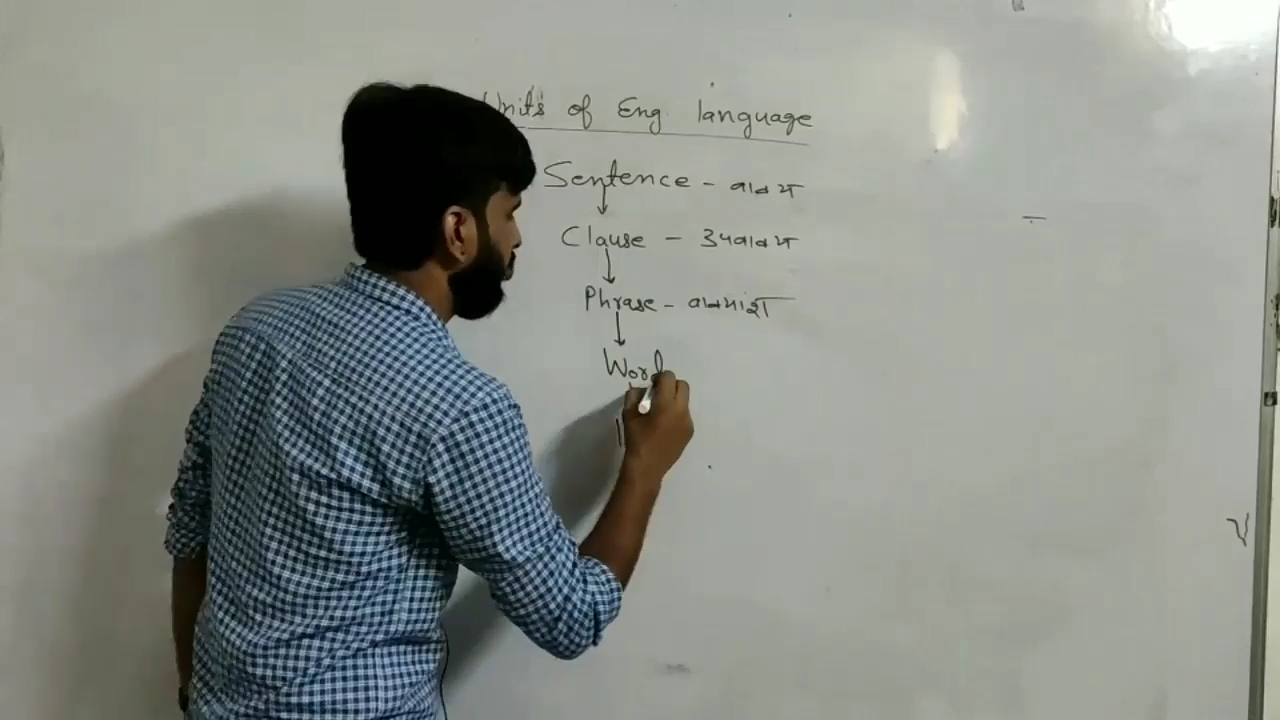 Units of Eng. language
Sentence - वाक्य
Clause - उपवाक्य
Phrase - वाक्यांश
Word